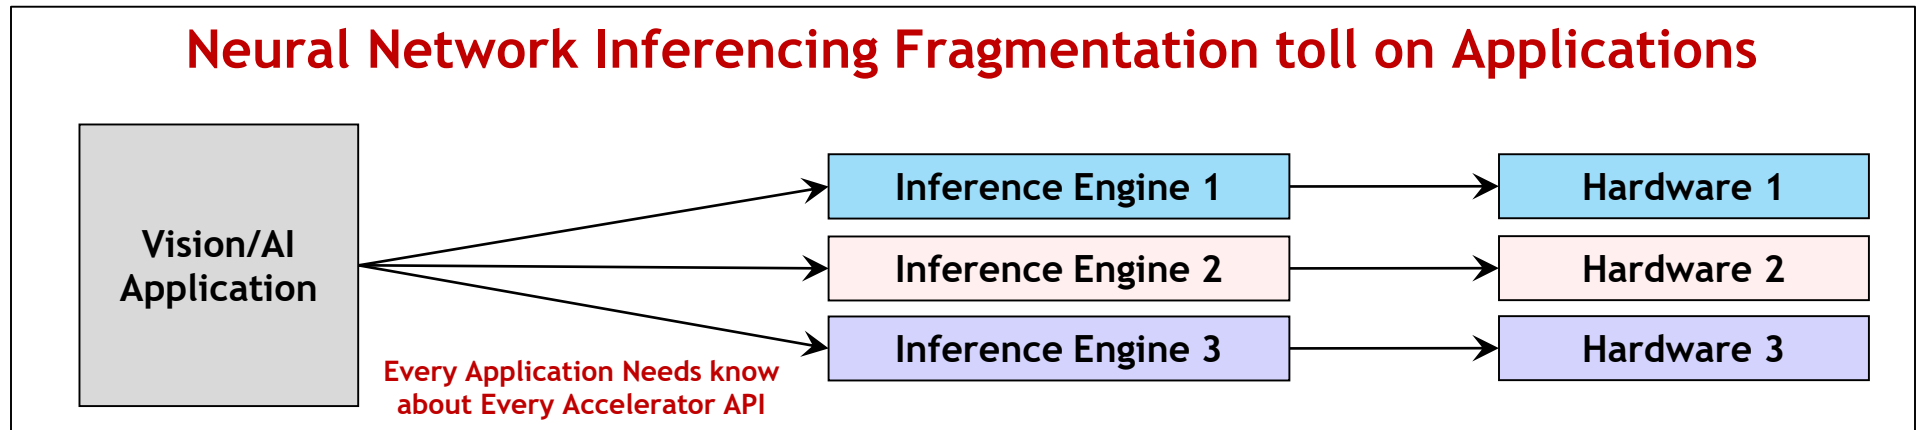 Neural Network Inferencing Fragmentation toll on Applications
Vision/AI
Application
Inference Engine 1
Hardware 1
Inference Engine 2
Hardware 2
Inference Engine 3
Hardware 3
Every Application Needs know
about Every Accelerator API